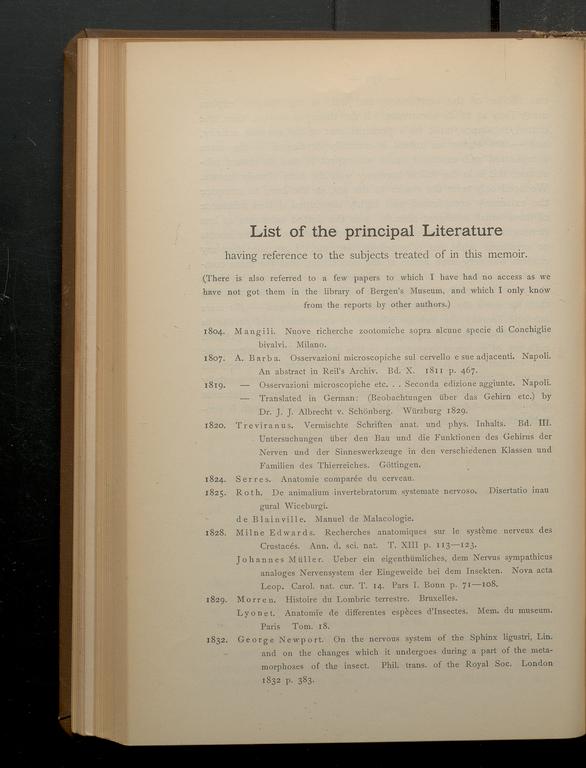 List of the principal Literature
having reference to the subjects treated of in this memoir.
(There is also referred to a few papers to which I have had no access as we
have not got them in the library of Bergen's Museum, and which I only know
from the reports by other authors.)
1804. Mangili. Nuove richerche zootomiche sopra alcune specie di Conchiglie
bivalvi. Milano.
1807. A. Barba. Osservazioni microscopiche sul cervello e sue adjacenti. Napoli.
An abstract in Reil's Archiv. Bd. X. 1811 p. 467.
1819. — Osservazioni microscopiche etc. . . Seconda edizione aggiunte. Napoli.
— Translated in German: (Beobachtungen über das Gehirn etc.) by
Dr. J. J. Albrecht v. Schönberg. Würzburg 1829.
1820. Treviranus. Vermischte Schriften anat. und phys. Inhalts. Bd. III.
Untersuchungen über den Bau und die Funktionen des Gehirns der
Nerven und der Sinneswerkzeuge in den verschiedenen Klassen und
Familien des Thierreiches. Göttingen.
1824. Serres. Anatomie comparée du cerveau.
1825. Roth. De animalium invertebratorum systemate nervoso. Disertatio inau
gural Wiceburgi.
de Blainville. Manuel de Malacologie.
1828. Milne Edwards. Recherches anatomiques sur le système nerveux des
Crustacés. Ann. d. sci. nat. T. XIII p. 113—123.
Johannes Müller. Ueber ein eigenthümliches, dem Nervus sympathicus
analoges Nervensystem der Eingeweide bei dem Insekten. Nova acta
Leop. Carol. nat. cur. T. 14. Pars I. Bonn p. 71—108.
1829. Morren. Histoire du Lombric terrestre. Bruxelles.
Lyonet. Anatomie de differentes espèces d'Insectes. Mem. du museum.
Paris Tom. 18.
1832. George Newport. On the nervous system of the Sphinx ligustri, Lin.
and on the changes which it undergoes during a part of the meta-
morphoses of the insect. Phil. trans. of the Royal Soc. London
1832 p. 383.